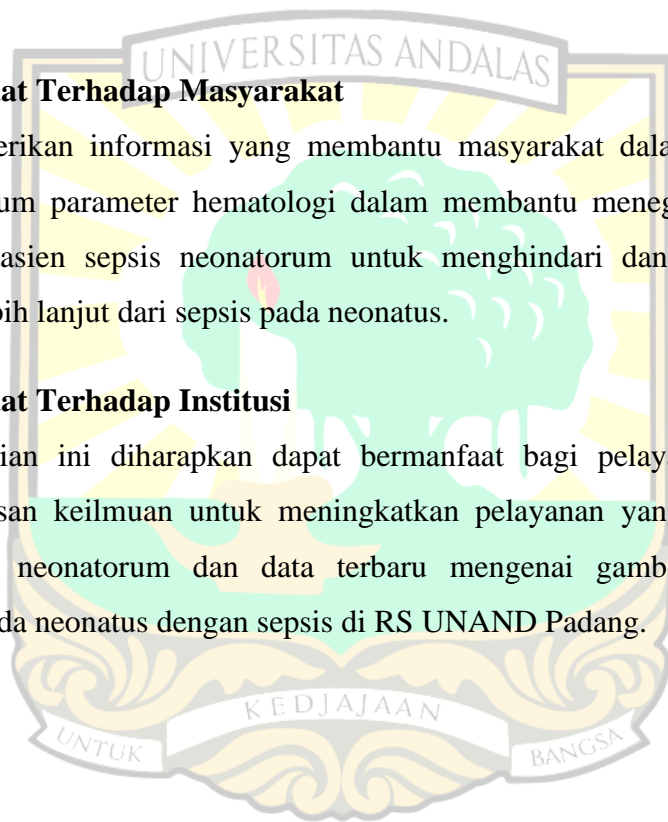 UNIVERSITAS ANDALAS
at Terhadap Masyarakat
erikan informasi yang membantu masyarakat dala
um parameter hematologi dalam membantu meneg
asien sepsis neonatorum untuk menghindari dan
ih lanjut dari sepsis pada neonatus.
at Terhadap Institusi
ian ini diharapkan dapat bermanfaat bagi pelay
san keilmuan untuk meningkatkan pelayanan yan
neonatorum dan data terbaru mengenai gamb
da neonatus dengan sepsis di RS UNAND Padang.
KEDJAJAAN
UNTUK BANGSA